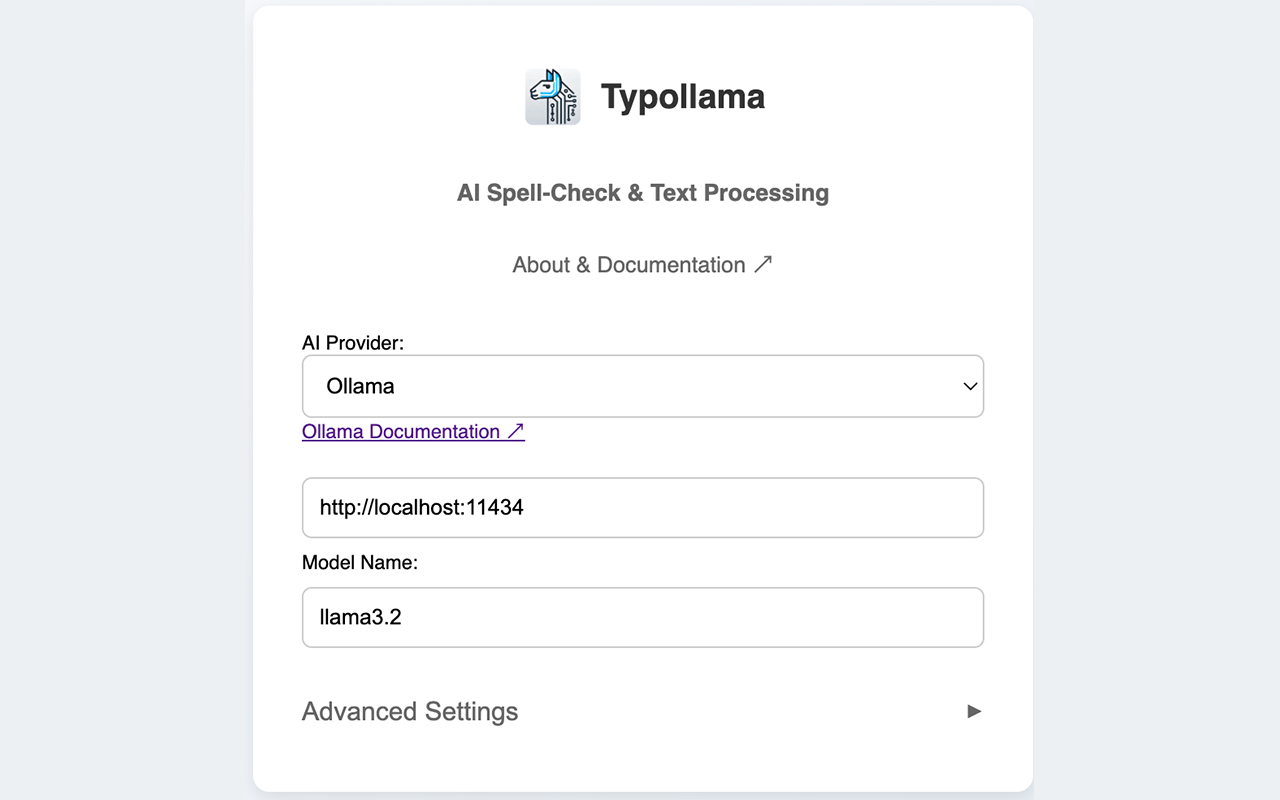 Typollama
AI Spell-Check & Text Processing
About & Documentation ↗
AI Provider:
Ollama
Ollama Documentation ↗
http://localhost:11434
Model Name:
llama3.2
Advanced Settings ►